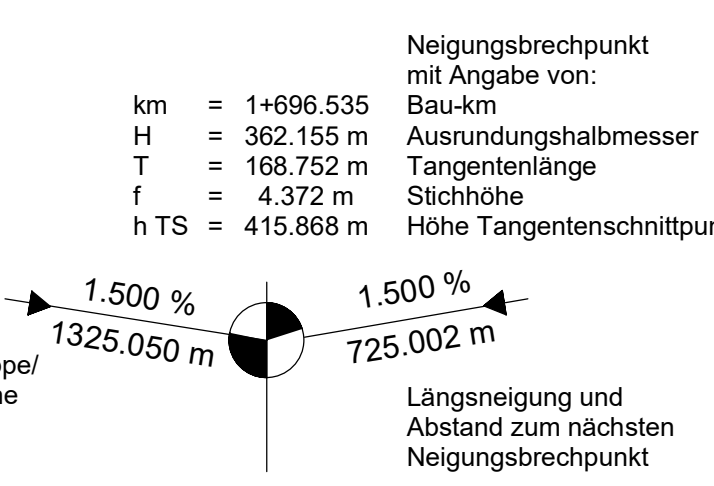 Neigungsbrechpunkt
mit Angabe von:
km = 1+696.535 Bau-km
H = 362.155 m Ausrundungshalbmesser
T = 168.752 m Tangentenlänge
f = 4.372 m Stichhöhe
h TS = 415.868 m Höhe
1.500 % 1.500 %
1325.050 m 725.002 m
Längsneigung und
Abstand zum nächsten
Neigungsbrechpunkt